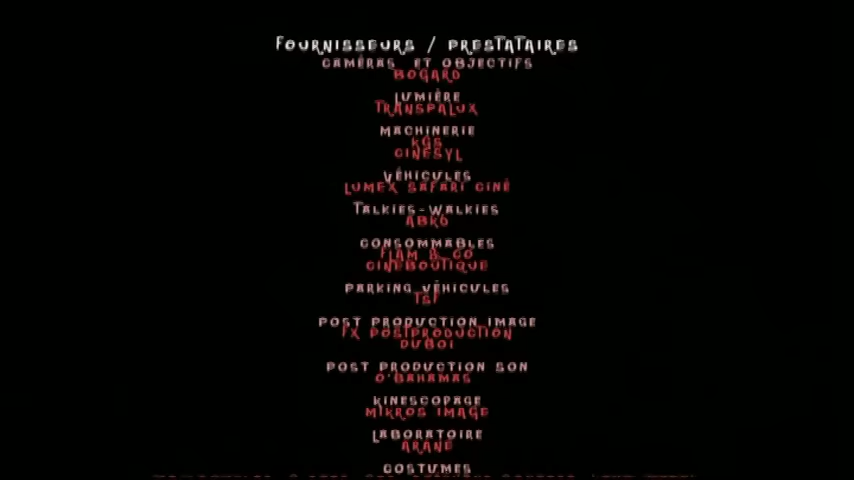 FOURNISSEURS / PRESTATAIRES
CAMÉRAS ET OBJECTIFS
BOGARD
LUMIÈRE
TRANSPALUX
MACHINERIE
KGS
CINESYL
VÉHICULES
LUMEX SAFARI CINÉ
TALKIES-WALKIES
ABKO
CONSOMMABLES
FLAM & CO
CINEBOUTIQUE
PARKING VÉHICULES
TSF
POST PRODUCTION IMAGE
FX POSTPRODUCTION
DUBOI
POST PRODUCTION SON
O'BAHAMAS
KINESCOPAGE
MIKROS IMAGE
LABORATOIRE
ARANE
COSTUMES